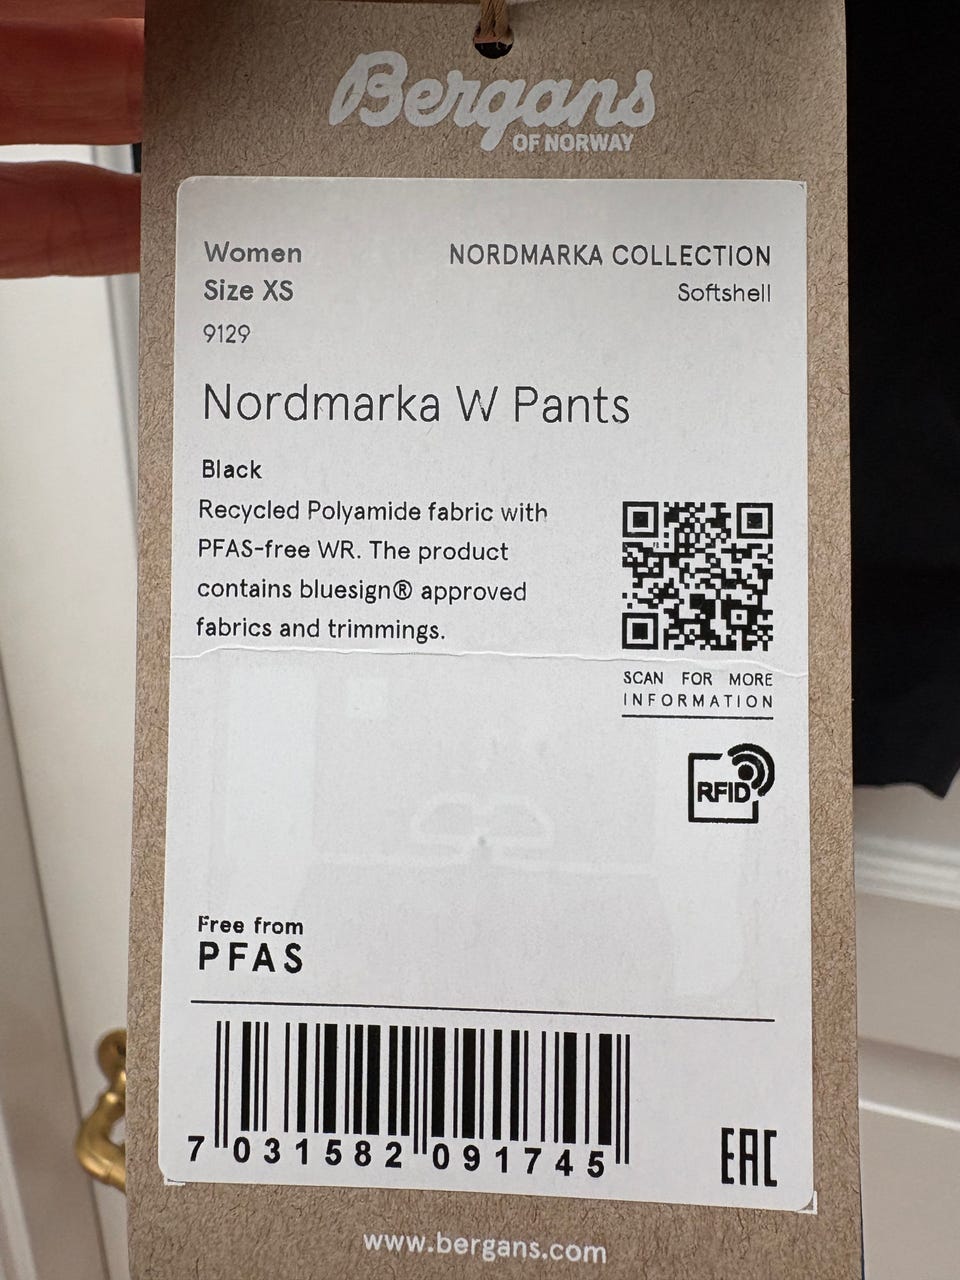 Bergans
OF NORWAY
Women
Size XS
9129
NORDMARKA COLLECTION
Softshell
Nordmarka W Pants
Black
Recycled Polyamide fabric with
PFAS-free WR. The product
contains bluesign® approved
fabrics and trimmings.
SCAN FOR MORE
INFORMATION
RFID
Free from
PFAS
7 031582 091745
EAC
www.bergans.com